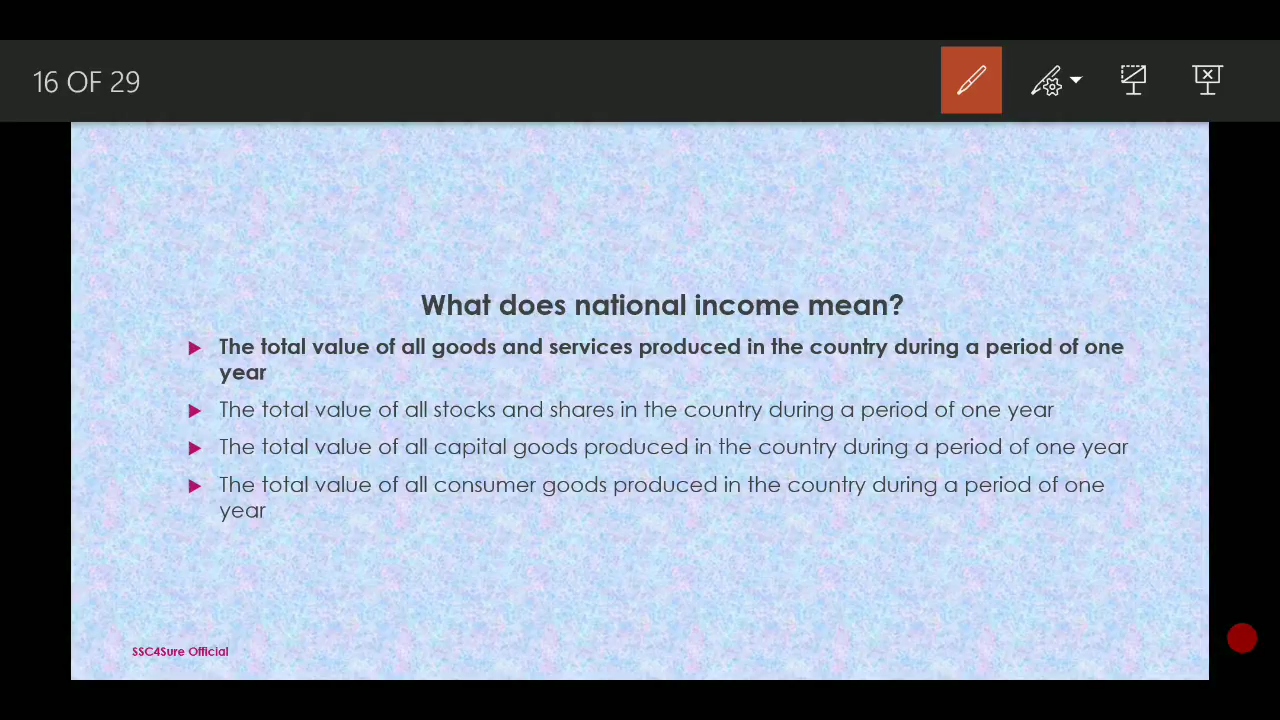 16 OF 29
What does national income mean?
The total value of all goods and services produced in the country during a period of one
year
The total value of all stocks and shares in the country during a period of one year
The total value of all capital goods produced in the country during a period of one year
The total value of all consumer goods produced in the country during a period of one
year
SSC4Sure Official